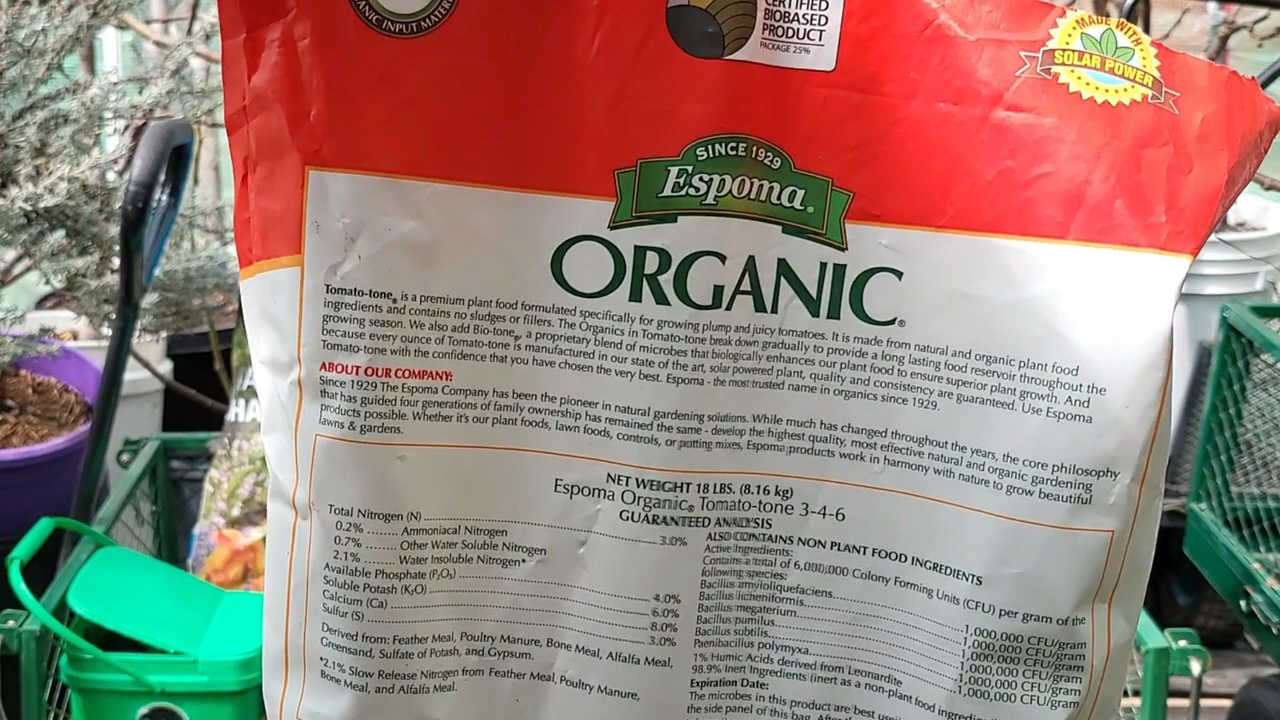 ANIC INPUT MATER
CERTIFIED
BIOBASED
PRODUCT
PACKAGE 25%
MADE WITH
SOLAR POWER
SINCE 1929
Espoma®
ORGANIC®
Tomato-tone® is a premium plant food formulated specifically for growing plump and juicy tomatoes. It is made from natural and organic plant food
ingredients and contains no sludges or fillers. The Organics in Tomato-tone break down gradually to provide a long lasting food reservoir throughout the
growing season. We also add Bio-tone®, a proprietary blend of microbes that biologically enhances our plant food to ensure superior plant growth. And
because every ounce of Tomato-tone is manufactured in our state of the art, solar powered plant, quality and consistency are guaranteed. Use Espoma
Tomato-tone with the confidence that you have chosen the very best. Espoma - the most trusted name in organics since 1929.
ABOUT OUR COMPANY:
Since 1929 The Espoma Company has been the pioneer in natural gardening solutions. While much has changed throughout the years, the core philosophy
that has guided four generations of family ownership has remained the same - develop the highest quality, most effective natural and organic gardening
products possible. Whether it's our plant foods, lawn foods, controls, or potting mixes, Espoma products work in harmony with nature to grow beautiful
lawns & gardens.
NET WEIGHT 18 LBS. (8.16 kg)
Espoma Organic® Tomato-tone 3-4-6
GUARANTEED ANALYSIS
Total Nitrogen (N) 3.0%
0.2% ........ Ammoniacal Nitrogen
0.7% ........ Other Water Soluble Nitrogen
2.1% ........ Water Insoluble Nitrogen*
Available Phosphate (P₂O₅) 4.0%
Soluble Potash (K₂O) 6.0%
Calcium (Ca) 8.0%
Sulfur (S) 3.0%
Derived from: Feather Meal, Poultry Manure, Bone Meal, Alfalfa Meal,
Greensand, Sulfate of Potash, and Gypsum.
*2.1% Slow Release Nitrogen from Feather Meal, Poultry Manure,
Bone Meal, and Alfalfa Meal.
ALSO CONTAINS NON PLANT FOOD INGREDIENTS
Active Ingredients:
Contains a total of 6,000,000 Colony Forming Units (CFU) per gram of the
following species:
Bacillus amyloliquefaciens 1,000,000 CFU/gram
Bacillus licheniformis 1,000,000 CFU/gram
Bacillus megaterium 1,000,000 CFU/gram
Bacillus pumilus 1,000,000 CFU/gram
Bacillus subtilis 1,000,000 CFU/gram
Paenibacillus polymyxa 1,000,000 CFU/gram
1% Humic Acids derived from Leonardite
98.9% Inert Ingredients (inert as a non-plant food ingredie
Expiration Date:
The microbes in this product are best use
the side panel of this bag. Afte